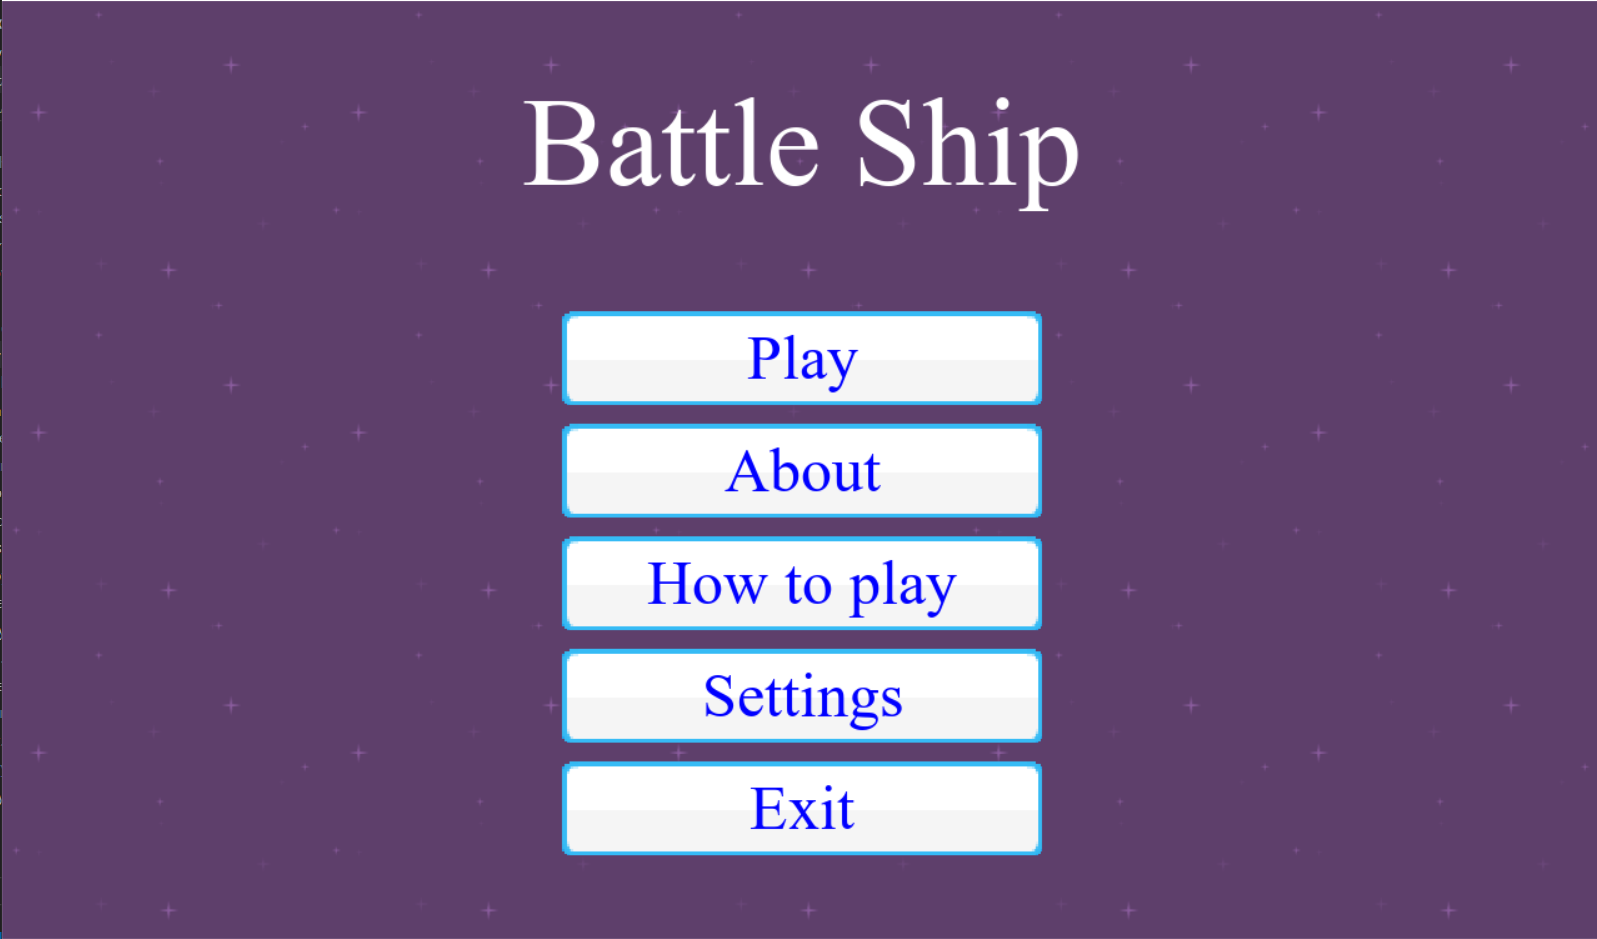 Battle Ship
Play
About
How to play
Settings
Exit